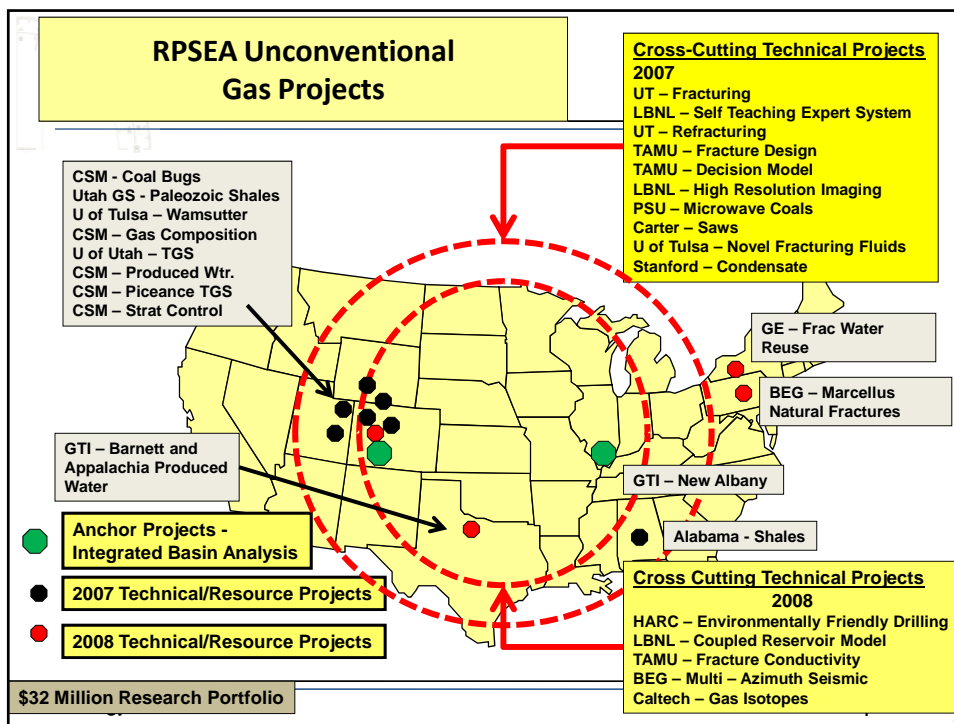 RPSEA Unconventional
Gas Projects
Cross-Cutting Technical Projects
2007
UT – Fracturing
LBNL – Self Teaching Expert System
UT – Refracturing
TAMU – Fracture Design
TAMU – Decision Model
LBNL – High Resolution Imaging
PSU – Microwave Coals
Carter – Saws
U of Tulsa – Novel Fracturing Fluids
Stanford – Condensate
CSM - Coal Bugs
Utah GS - Paleozoic Shales
U of Tulsa – Wamsutter
CSM – Gas Composition
U of Utah – TGS
CSM – Produced Wtr.
CSM – Piceance TGS
CSM – Strat Control
GE – Frac Water
Reuse
BEG – Marcellus
Natural Fractures
GTI – Barnett and
Appalachia Produced
Water
GTI – New Albany
Alabama - Shales
Anchor Projects -
Integrated Basin Analysis
2007 Technical/Resource Projects
2008 Technical/Resource Projects
Cross Cutting Technical Projects
2008
HARC – Environmentally Friendly Drilling
LBNL – Coupled Reservoir Model
TAMU – Fracture Conductivity
BEG – Multi – Azimuth Seismic
Caltech – Gas Isotopes
$32 Million Research Portfolio